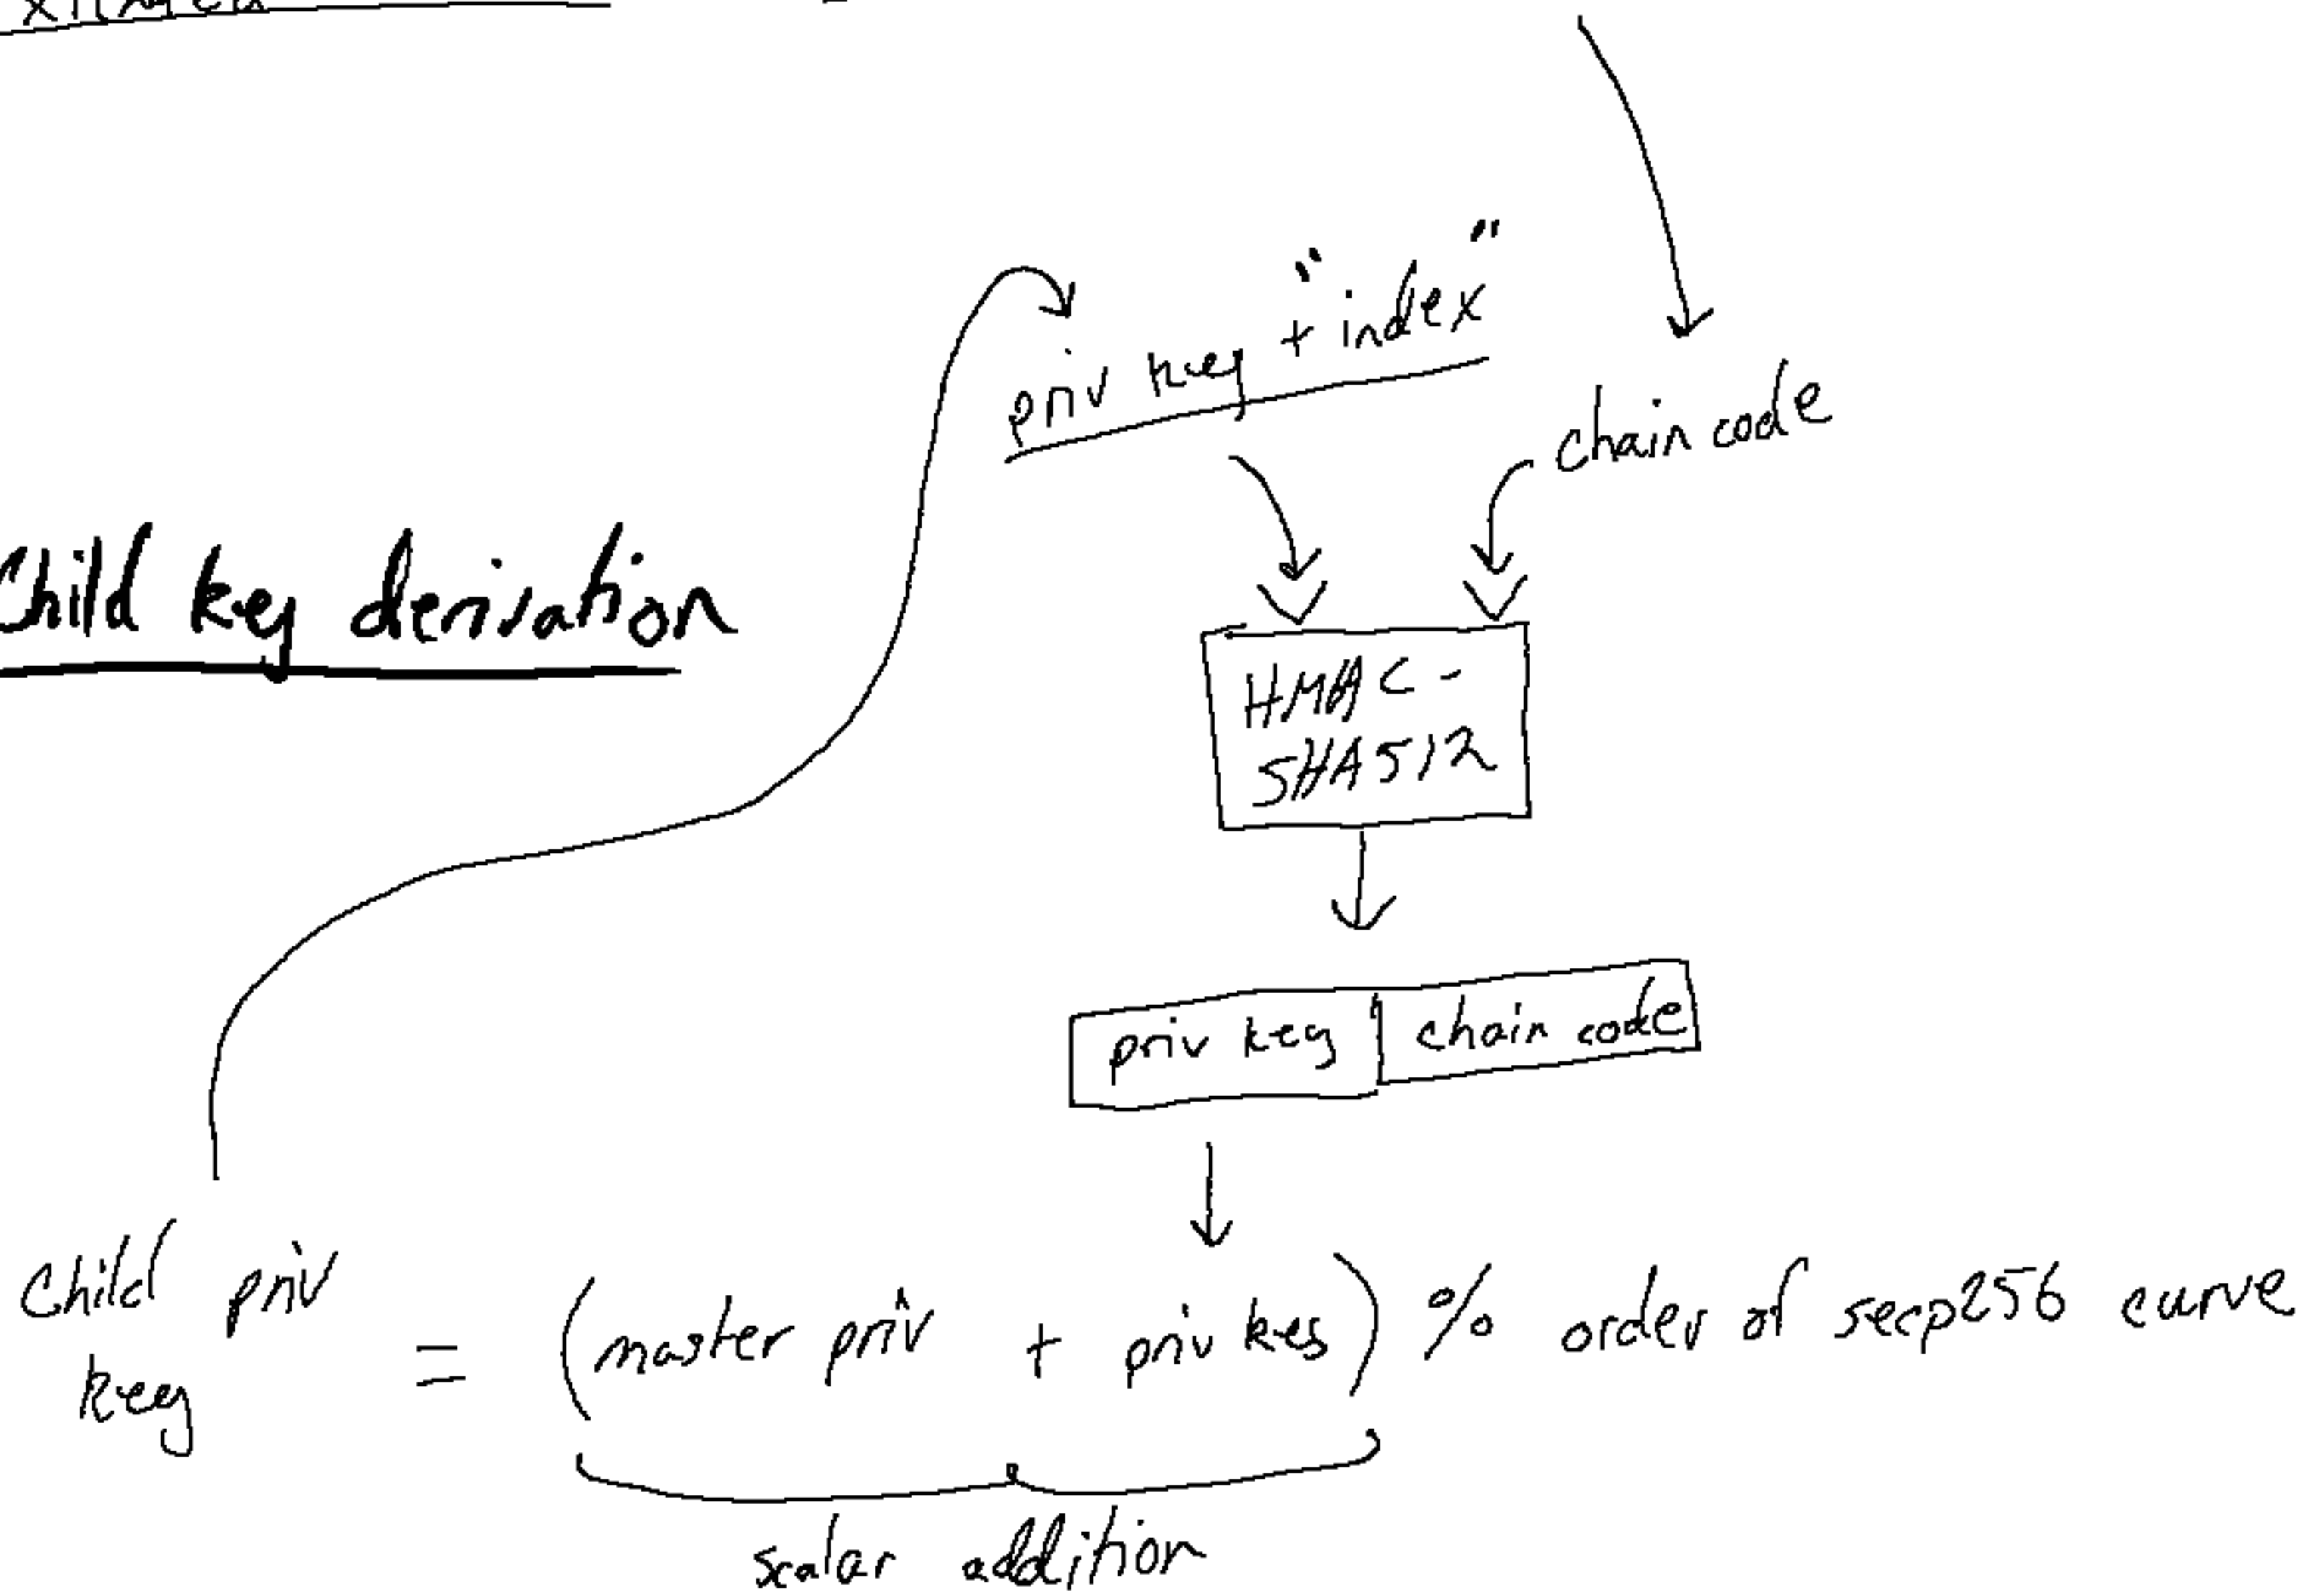 priv key + "index"
chain code
Child key derivation
HMAC-
SHA512
priv key | chain code
Child priv
key
= (master priv + priv key) % order of secp256 curve
scalar addition